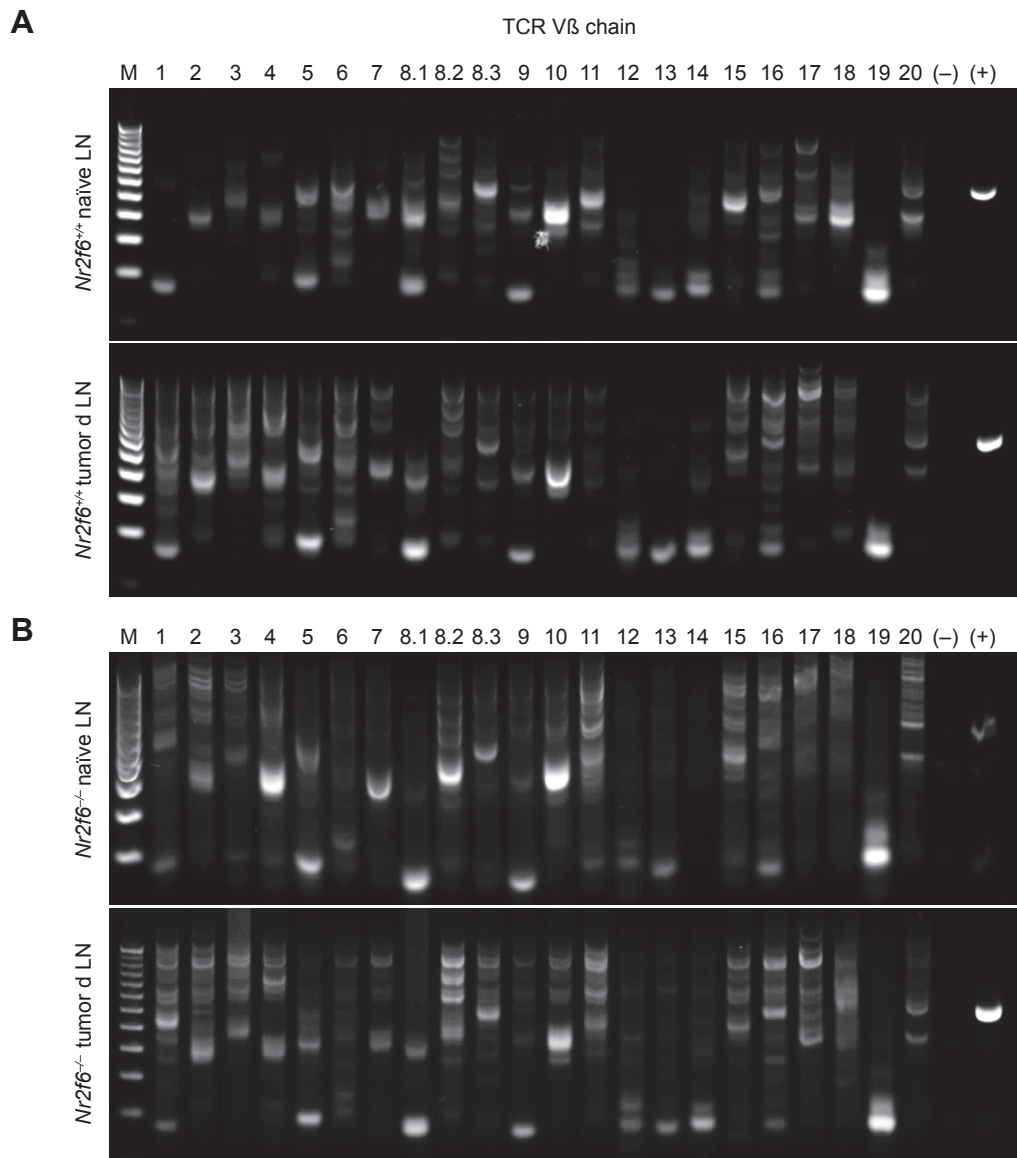 A
TCR Vß chain
M 1 2 3 4 5 6 7 8.1 8.2 8.3 9 10 11 12 13 14 15 16 17 18 19 20 (–) (+)
Nr2f6+/+ naïve LN
Nr2f6+/+ tumor d LN
B
M 1 2 3 4 5 6 7 8.1 8.2 8.3 9 10 11 12 13 14 15 16 17 18 19 20 (–) (+)
Nr2f6–/– naïve LN
Nr2f6–/– tumor d LN